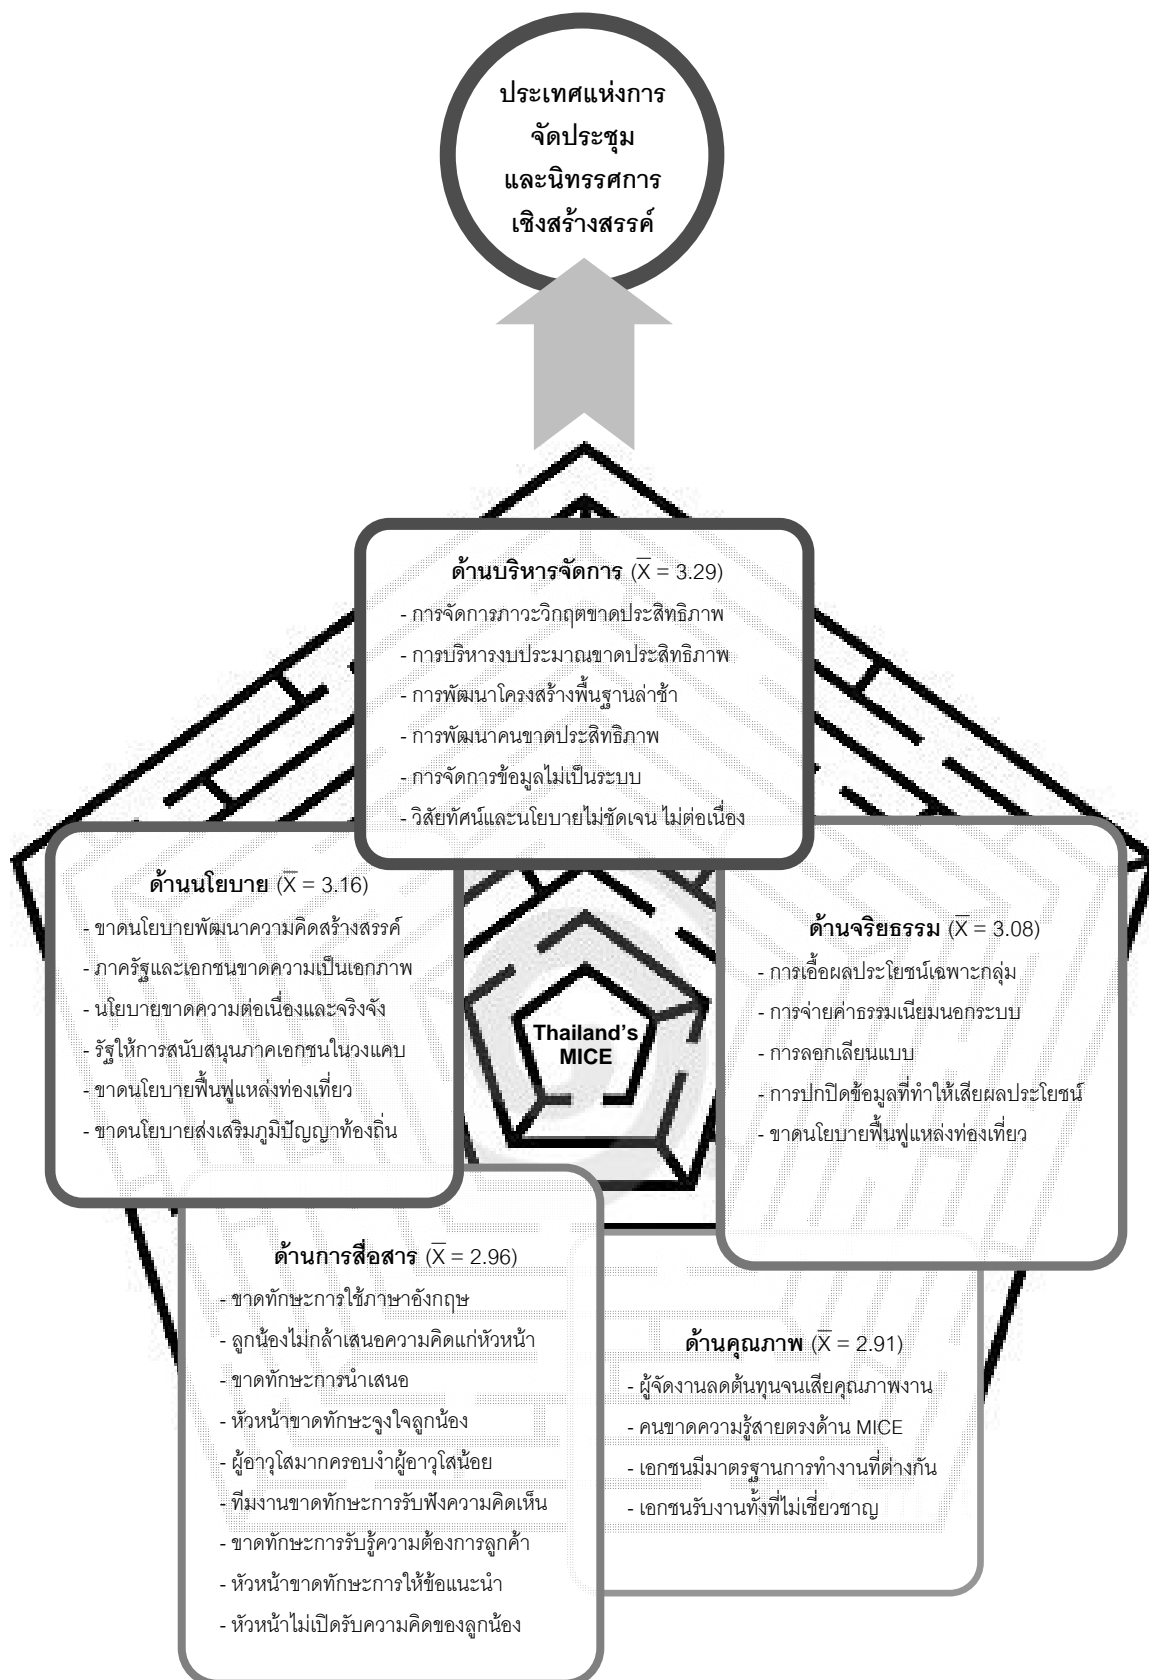 ประเทศแห่งการ
จัดประชุม
และนิทรรศการ
เชิงสร้างสรรค์
ด้านบริหารจัดการ (X̅ = 3.29)
- การจัดการภาวะวิกฤตขาดประสิทธิภาพ
- การบริหารงบประมาณขาดประสิทธิภาพ
- การพัฒนาโครงสร้างพื้นฐานล่าช้า
- การพัฒนาคนขาดประสิทธิภาพ
- การจัดการข้อมูลไม่เป็นระบบ
- วิสัยทัศน์และนโยบายไม่ชัดเจน ไม่ต่อเนื่อง
ด้านนโยบาย (X̅ = 3.16)
- ขาดนโยบายพัฒนาความคิดสร้างสรรค์
- ภาครัฐและเอกชนขาดความเป็นเอกภาพ
- นโยบายขาดความต่อเนื่องและจริงจัง
- รัฐให้การสนับสนุนภาคเอกชนในวงแคบ
- ขาดนโยบายฟื้นฟูแหล่งท่องเที่ยว
- ขาดนโยบายส่งเสริมภูมิปัญญาท้องถิ่น
Thailand's
MICE
ด้านจริยธรรม (X̅ = 3.08)
- การเอื้อผลประโยชน์เฉพาะกลุ่ม
- การจ่ายค่าธรรมเนียมนอกระบบ
- การลอกเลียนแบบ
- การปกปิดข้อมูลที่ทำให้เสียผลประโยชน์
- ขาดนโยบายฟื้นฟูแหล่งท่องเที่ยว
ด้านการสื่อสาร (X̅ = 2.96)
- ขาดทักษะการใช้ภาษาอังกฤษ
- ลูกน้องไม่กล้าเสนอความคิดแก่หัวหน้า
- ขาดทักษะการนำเสนอ
- หัวหน้าขาดทักษะจูงใจลูกน้อง
- ผู้อาวุโสมากครอบงำผู้อาวุโสน้อย
- ทีมงานขาดทักษะการรับฟังความคิดเห็น
- ขาดทักษะการรับรู้ความต้องการลูกค้า
- หัวหน้าขาดทักษะการให้ข้อแนะนำ
- หัวหน้าไม่เปิดรับความคิดของลูกน้อง
ด้านคุณภาพ (X̅ = 2.91)
- ผู้จัดงานลดต้นทุนจนเสียคุณภาพงาน
- คนขาดความรู้สายตรงด้าน MICE
- เอกชนมีมาตรฐานการทำงานที่ต่างกัน
- เอกชนรับงานทั้งที่ไม่เชี่ยวชาญ